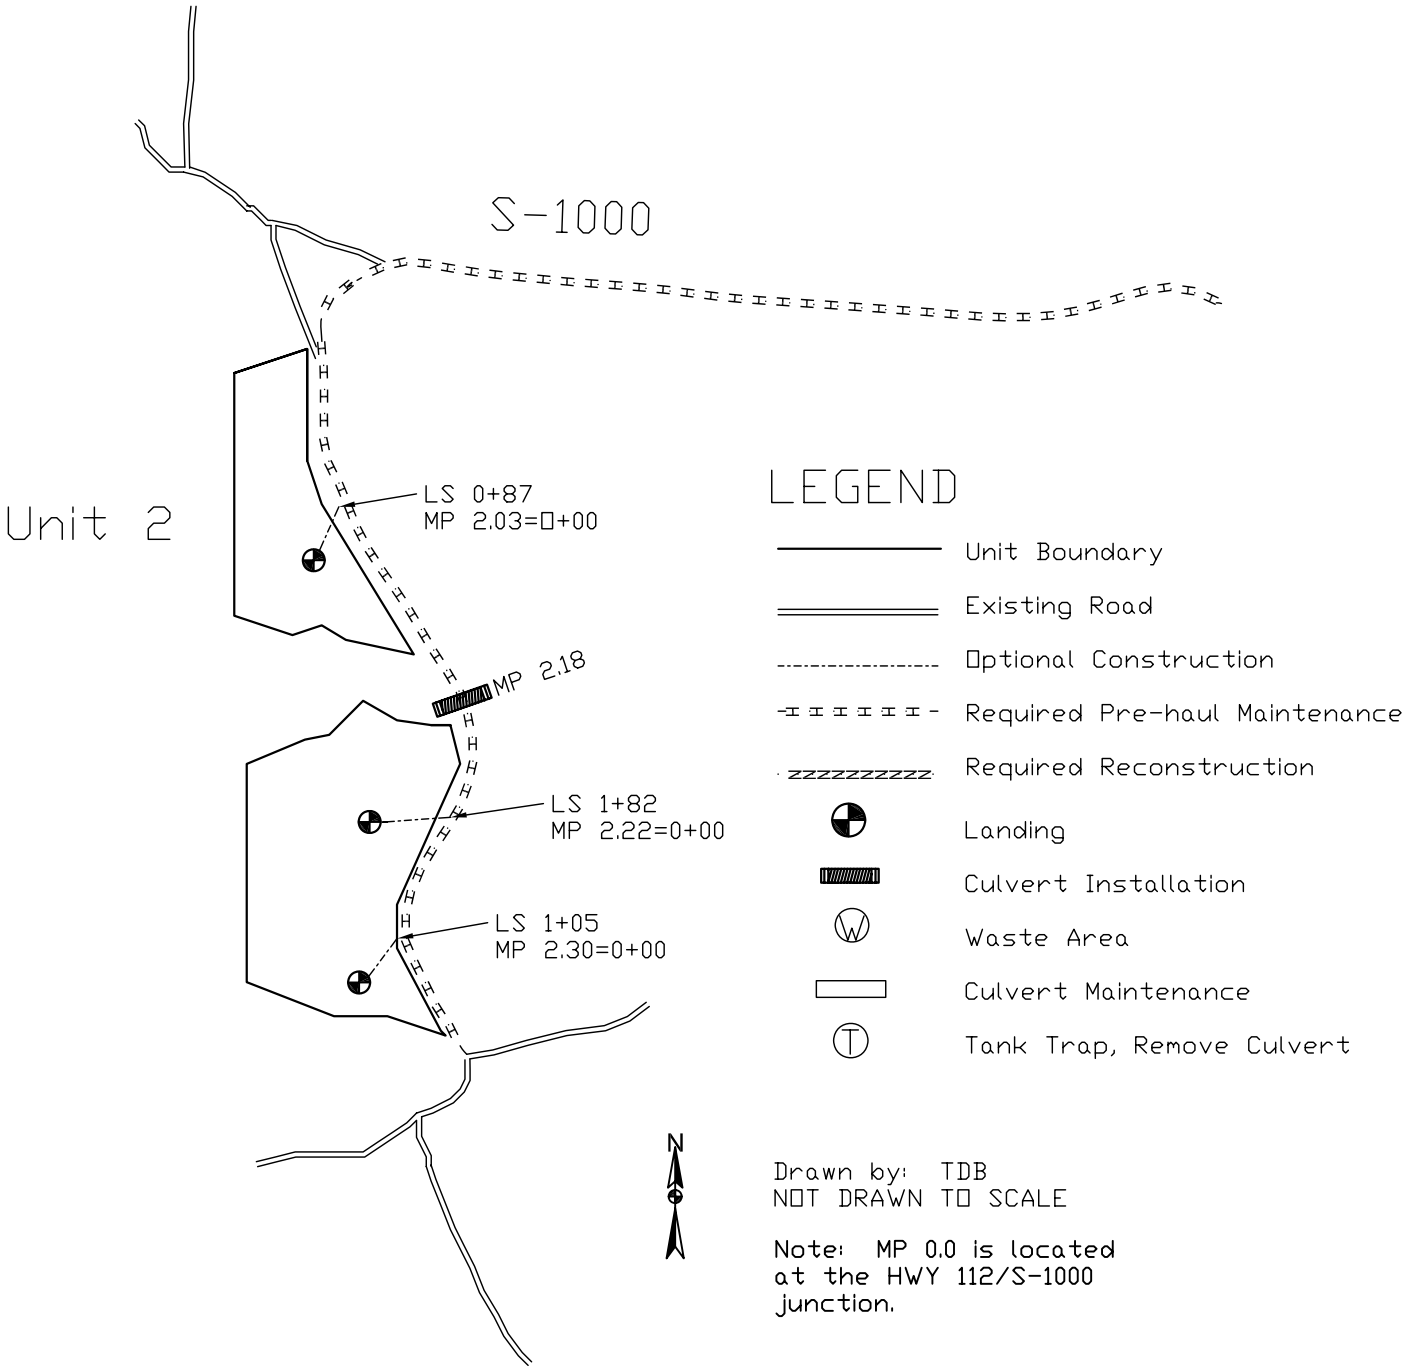 S-1000
Unit 2
LS 0+87
MP 2.03=0+00
MP 2.18
LS 1+82
MP 2.22=0+00
LS 1+05
MP 2.30=0+00
LEGEND
Unit Boundary
Existing Road
Optional Construction
Required Pre-haul Maintenance
Required Reconstruction
Landing
Culvert Installation
W
Waste Area
Culvert Maintenance
T
Tank Trap, Remove Culvert
N
Drawn by: TDB
NOT DRAWN TO SCALE
Note: MP 0.0 is located
at the HWY 112/S-1000
junction.